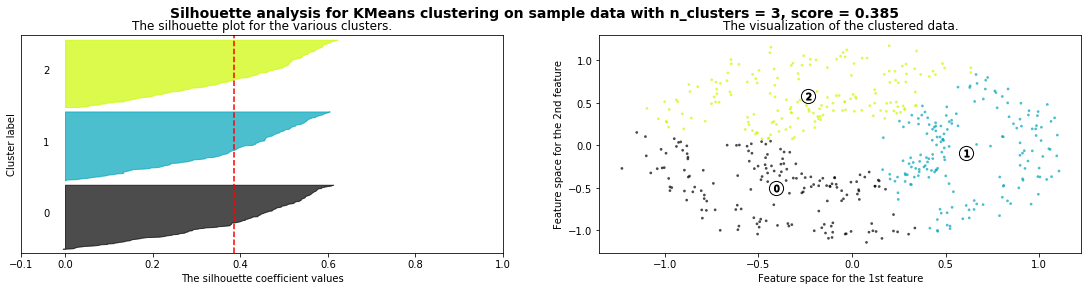 Silhouette analysis for KMeans clustering on sample data with n_clusters = 3, score = 0.385
The silhouette plot for the various clusters.
2
1
0
Cluster label
−0.1 0.0 0.2 0.4 0.6 0.8 1.0
The silhouette coefficient values
The visualization of the clustered data.
1.0
0.5
0.0
−0.5
−1.0
Feature space for the 2nd feature
2
1
0
−1.0 −0.5 0.0 0.5 1.0
Feature space for the 1st feature